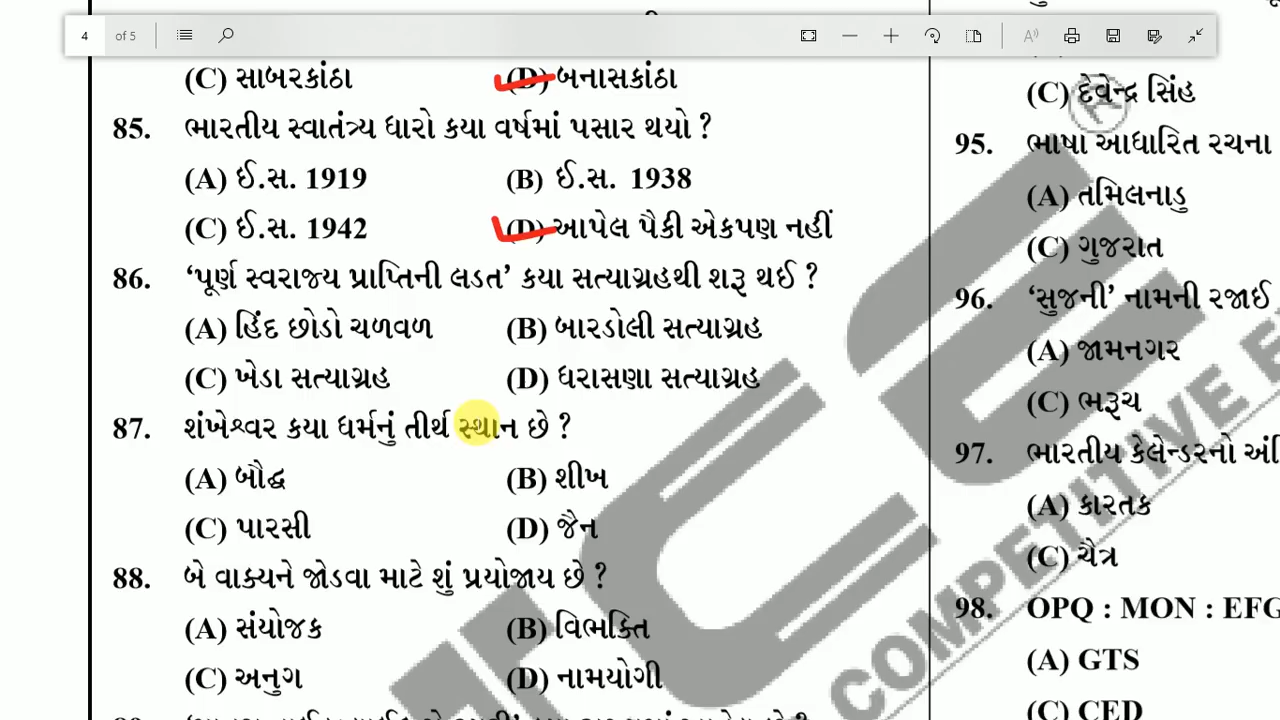 4 of 5
(C) સાબરકાંઠા (D) બનાસકાંઠા
85. ભારતીય સ્વાતંત્ર્ય ધારો કયા વર્ષમાં પસાર થયો ?
(A) ઈ.સ. 1919 (B) ઈ.સ. 1938
(C) ઈ.સ. 1942 (D) આપેલ પૈકી એકપણ નહીં
86. ‘પૂર્ણ સ્વરાજ્ય પ્રાપ્તિની લડત’ કયા સત્યાગ્રહથી શરૂ થઈ ?
(A) હિંદ છોડો ચળવળ (B) બારડોલી સત્યાગ્રહ
(C) ખેડા સત્યાગ્રહ (D) ધરાસણા સત્યાગ્રહ
87. શંખેશ્વર કયા ધર્મનું તીર્થ સ્થાન છે ?
(A) બૌદ્ધ (B) શીખ
(C) પારસી (D) જૈન
88. બે વાક્યને જોડવા માટે શું પ્રયોજાય છે ?
(A) સંયોજક (B) વિભક્તિ
(C) અનુગ (D) નામયોગી
(C) દેવેન્દ્ર સિંહ
95. ભાષા આધારિત રચના
(A) તમિલનાડુ
(C) ગુજરાત
96. ‘સુજની’ નામની રજાઈ
(A) જામનગર
(C) ભરૂચ
97. ભારતીય કેલેન્ડરનો
(A) કારતક
(C) ચૈત્ર
98. OPQ : MON : EFG
(A) GTS
(C) CED
ICE
COMPETITIVE